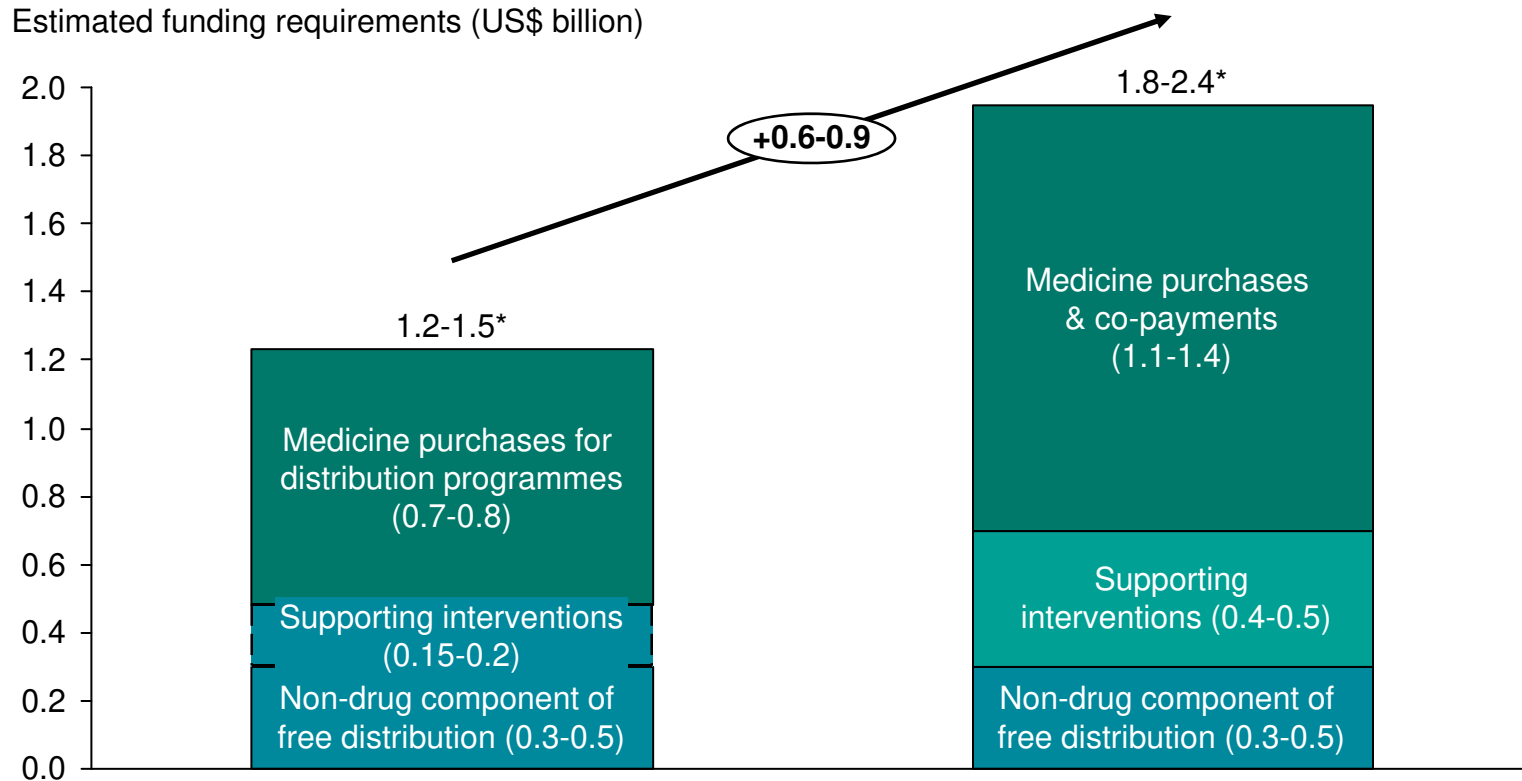 Estimated funding requirements (US$ billion)
2.0
1.8
1.6
1.4
1.2
1.0
0.8
0.6
0.4
0.2
0.0
1.2-1.5*
Medicine purchases for
distribution programmes
(0.7-0.8)
Supporting interventions
(0.15-0.2)
Non-drug component of
free distribution (0.3-0.5)
+0.6-0.9
1.8-2.4*
Medicine purchases
& co-payments
(1.1-1.4)
Supporting
interventions (0.4-0.5)
Non-drug component of
free distribution (0.3-0.5)